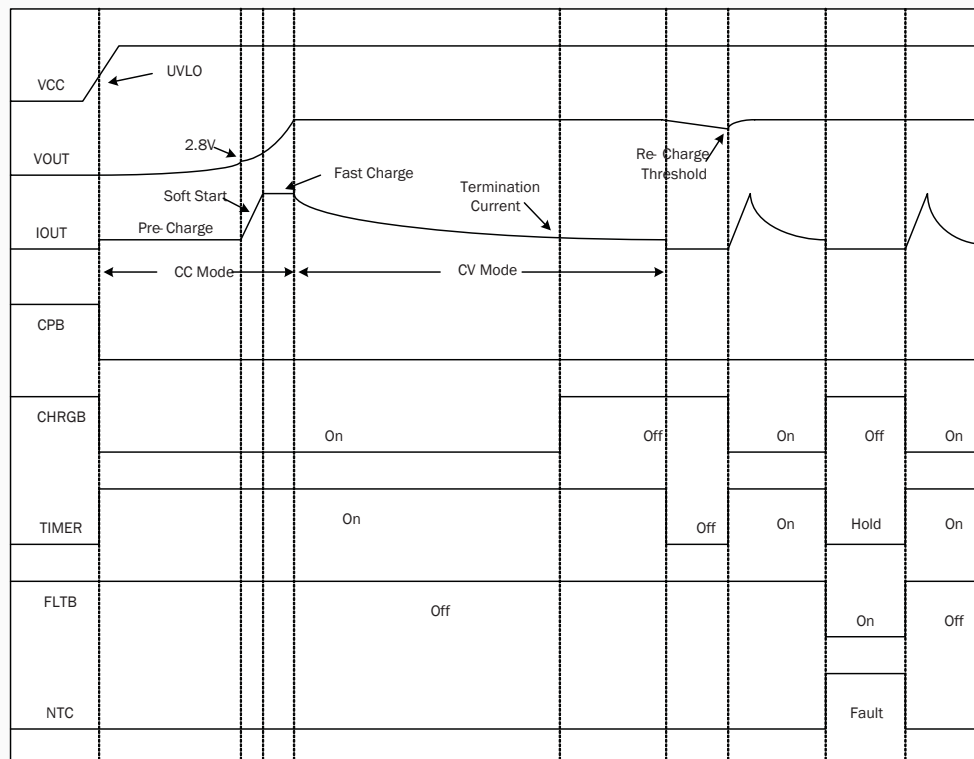 VCC
UVLO
VOUT
2.8V
Re- Charge
Threshold
Fast Charge
Termination
Current
Soft Start
IOUT
Pre- Charge
CC Mode
CV Mode
CPB
CHRGB
On
Off
On
Off
On
TIMER
On
Off
On
Hold
On
FLTB
Off
On
Off
NTC
Fault